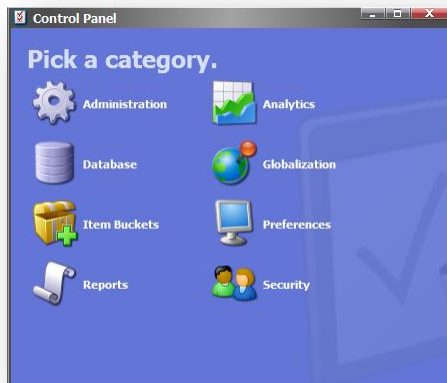 Control Panel
Pick a category.
Administration
Analytics
Database
Globalization
Item Buckets
Preferences
Reports
Security